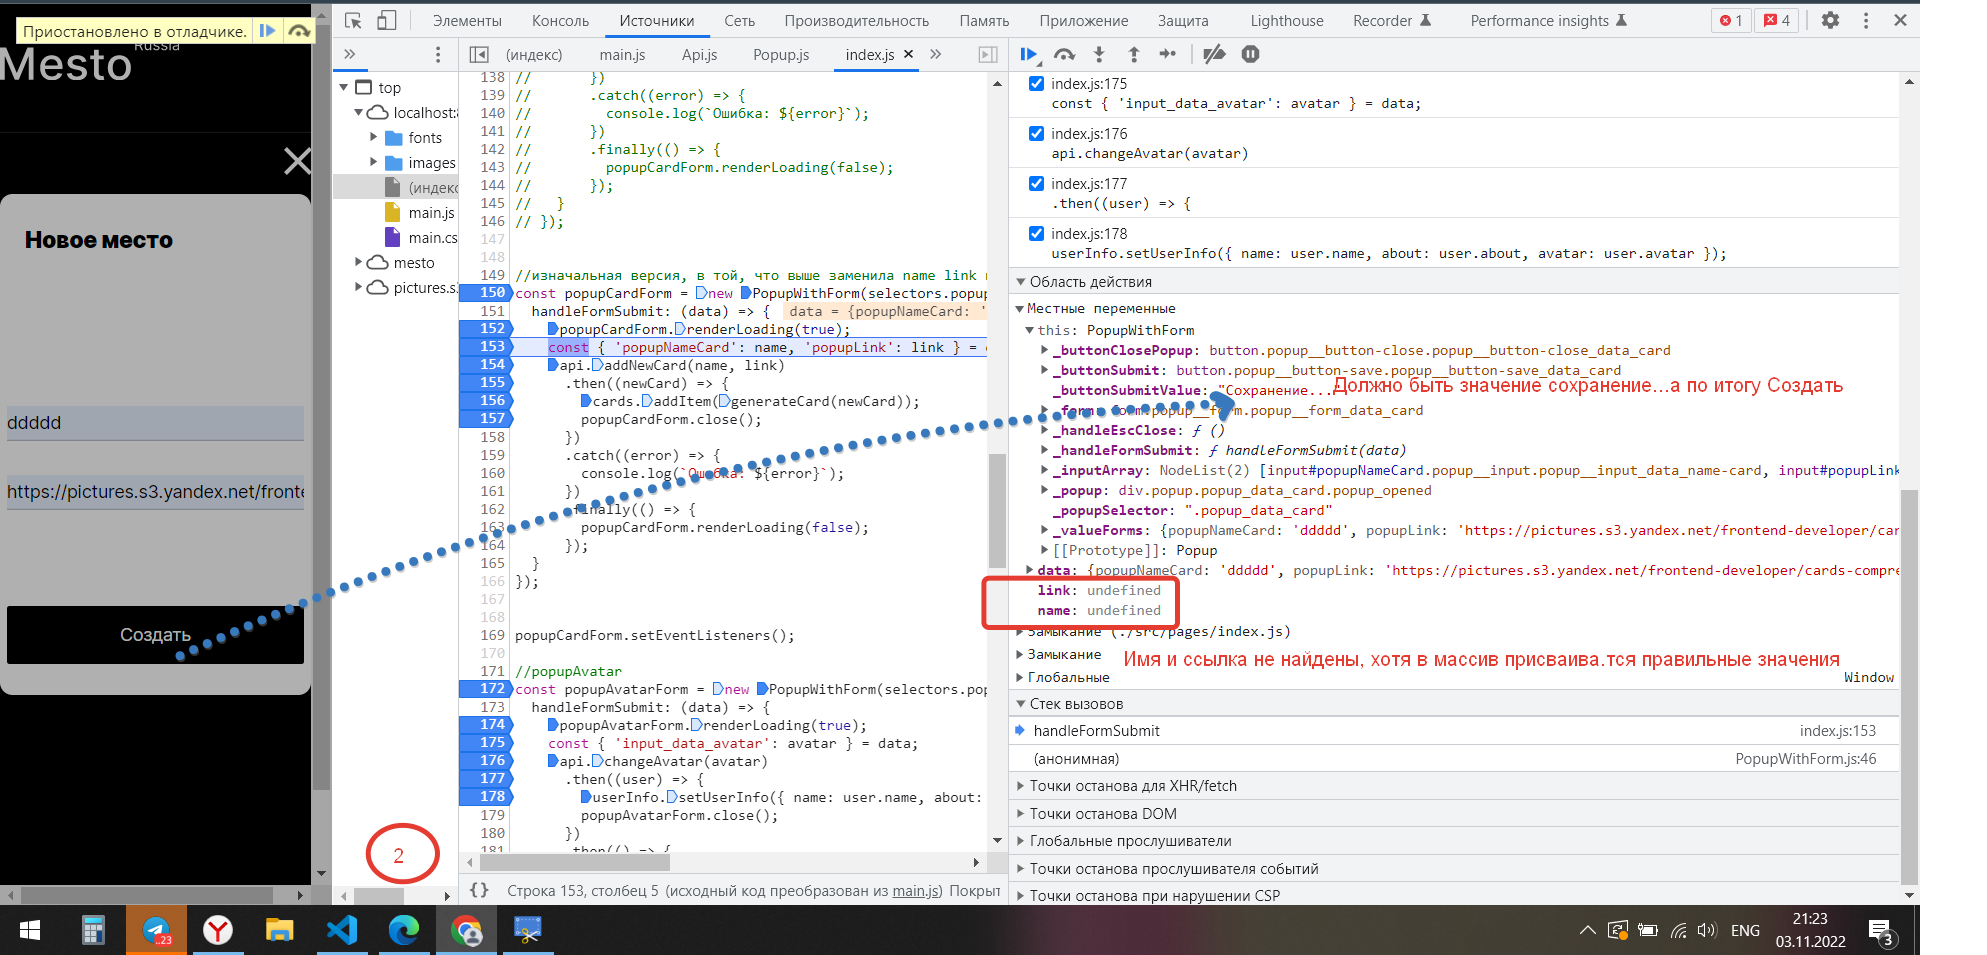 Приостановлено в отладчике.
Russia
Mesto
Новое место
ddddd
https://pictures.s3.yandex.net/fronte
Создать
Элементы Консоль Источники Сеть Производительность Память Приложение Защита Lighthouse Recorder Performance insights 1 4
» (индекс) main.js Api.js Popup.js index.js × »
top
localhost:8
fonts
images
(индекс
main.js
main.cs
mesto
pictures.s3
138 // })
139 // .catch((error) => {
140 // console.log(`Ошибка: ${error}`);
141 // })
142 // .finally(() => {
143 // popupCardForm.renderLoading(false);
144 // });
145 // }
146 // });
147
148
149 //изначальная версия, в той, что выше заменила name link
150 const popupCardForm = new PopupWithForm(selectors.popup
151 handleFormSubmit: (data) => { data = {popupNameCard: '
152 popupCardForm.renderLoading(true);
153 const { 'popupNameCard': name, 'popupLink': link } =
154 api.addNewCard(name, link)
155 .then((newCard) => {
156 cards.addItem(generateCard(newCard));
157 popupCardForm.close();
158 })
159 .catch((error) => {
160 console.log(`Ошибка: ${error}`);
161 })
162 .finally(() => {
163 popupCardForm.renderLoading(false);
164 });
165 }
166 });
167
168
169 popupCardForm.setEventListeners();
170
171 //popupAvatar
172 const popupAvatarForm = new PopupWithForm(selectors.pop
173 handleFormSubmit: (data) => {
174 popupAvatarForm.renderLoading(true);
175 const { 'input_data_avatar': avatar } = data;
176 api.changeAvatar(avatar)
177 .then((user) => {
178 userInfo.setUserInfo({ name: user.name, about:
179 popupAvatarForm.close();
180 })
181 .then(() => {
{} Строка 153, столбец 5 (исходный код преобразован из main.js) Покрыт
2
index.js:175
const { 'input_data_avatar': avatar } = data;
index.js:176
api.changeAvatar(avatar)
index.js:177
.then((user) => {
index.js:178
userInfo.setUserInfo({ name: user.name, about: user.about, avatar: user.avatar });
Область действия
Местные переменные
this: PopupWithForm
_buttonClosePopup: button.popup__button-close.popup__button-close_data_card
_buttonSubmit: button.popup__button-save.popup__button-save_data_card
_buttonSubmitValue: "Сохранение...
Должно быть значение сохранение...а по итогу Создать
_form: form.popup__form.popup__form_data_card
_handleEscClose: ƒ ()
_handleFormSubmit: ƒ handleFormSubmit(data)
_inputArray: NodeList(2) [input#popupNameCard.popup__input.popup__input_data_name-card, input#popupLink
_popup: div.popup.popup_data_card.popup_opened
_popupSelector: ".popup_data_card"
_valueForms: {popupNameCard: 'ddddd', popupLink: 'https://pictures.s3.yandex.net/frontend-developer/car
[[Prototype]]: Popup
data: {popupNameCard: 'ddddd', popupLink: 'https://pictures.s3.yandex.net/frontend-developer/cards-compre
link: undefined
name: undefined
Замыкание (./src/pages/index.js)
Замыкание
Имя и ссылка не найдены, хотя в массив присваива.тся правильные значения
Глобальные Window
Стек вызовов
handleFormSubmit index.js:153
(анонимная) PopupWithForm.js:46
Точки останова для XHR/fetch
Точки останова DOM
Глобальные прослушиватели
Точки останова прослушивателя событий
Точки останова при нарушении CSP
..23
ENG
21:23
03.11.2022
3